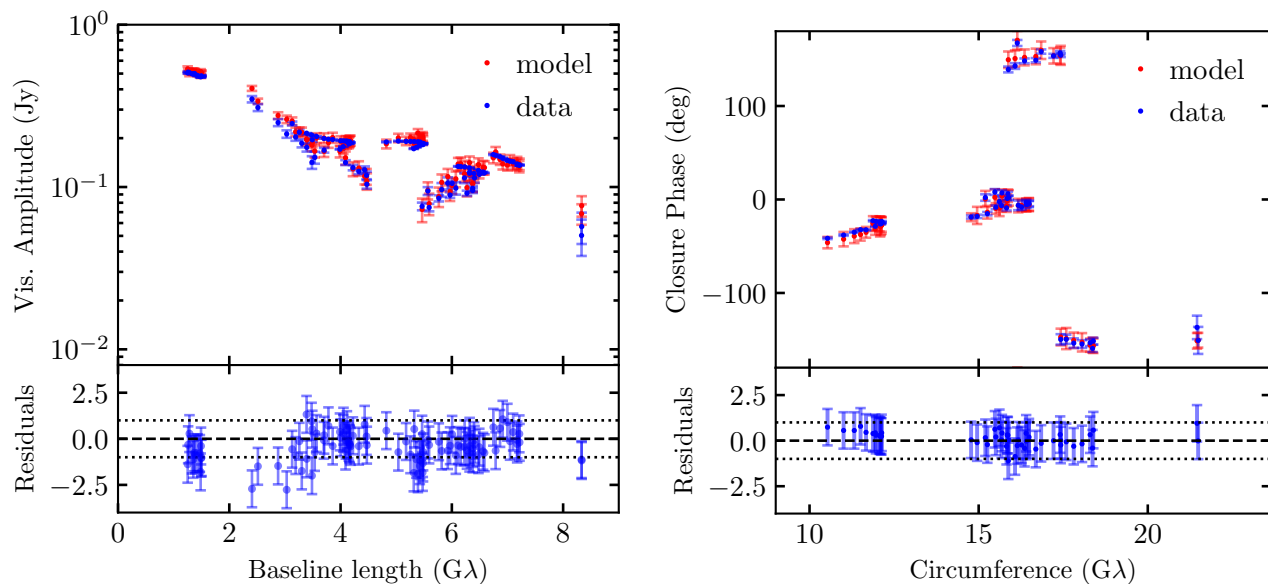 10⁰
10⁻¹
10⁻²
Vis. Amplitude (Jy)
model
data
2.5
0.0
−2.5
Residuals
0
2
4
6
8
Baseline length (Gλ)
100
0
−100
Closure Phase (deg)
model
data
2.5
0.0
−2.5
Residuals
10
15
20
Circumference (Gλ)